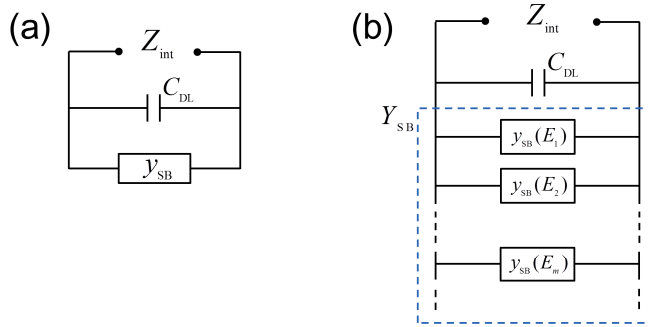 (a)
Z_int
C_DL
y_SB
(b)
Z_int
C_DL
Y_SB
y_SB(E_1)
y_SB(E_2)
y_SB(E_m)